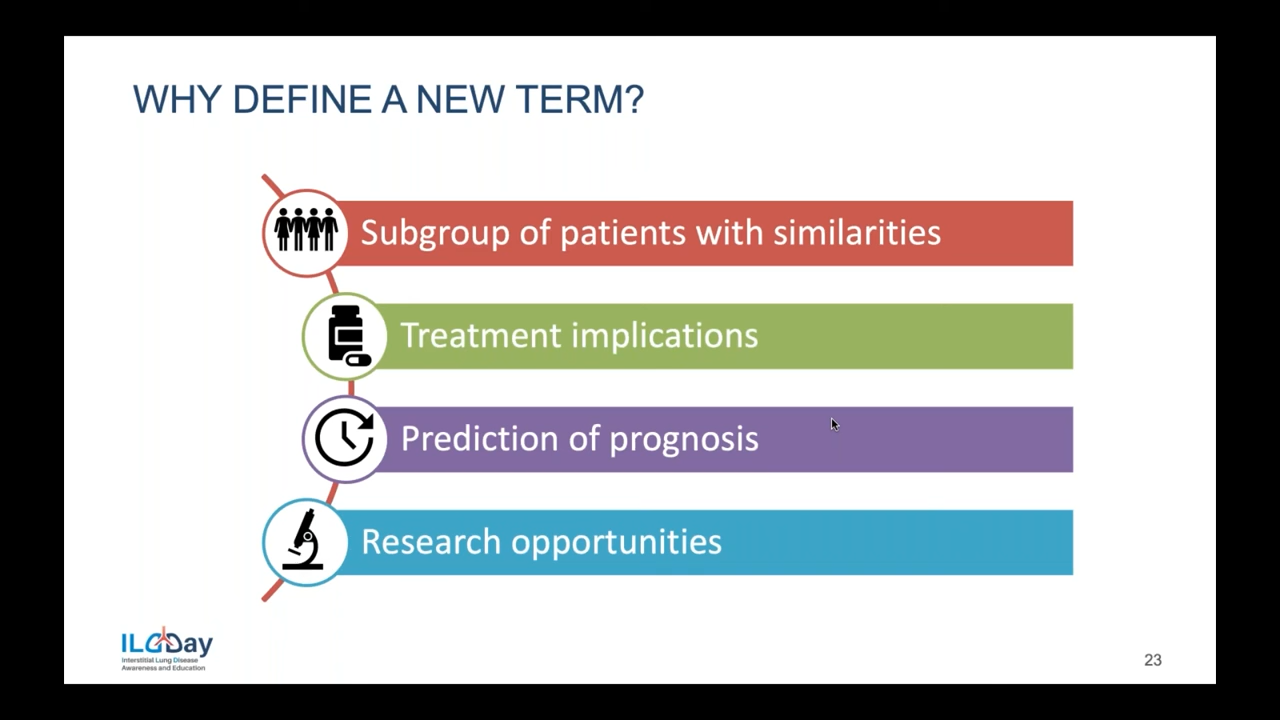 WHY DEFINE A NEW TERM?
Subgroup of patients with similarities
Treatment implications
Prediction of prognosis
Research opportunities
ILDDay
Interstitial Lung Disease
Awareness and Education
23